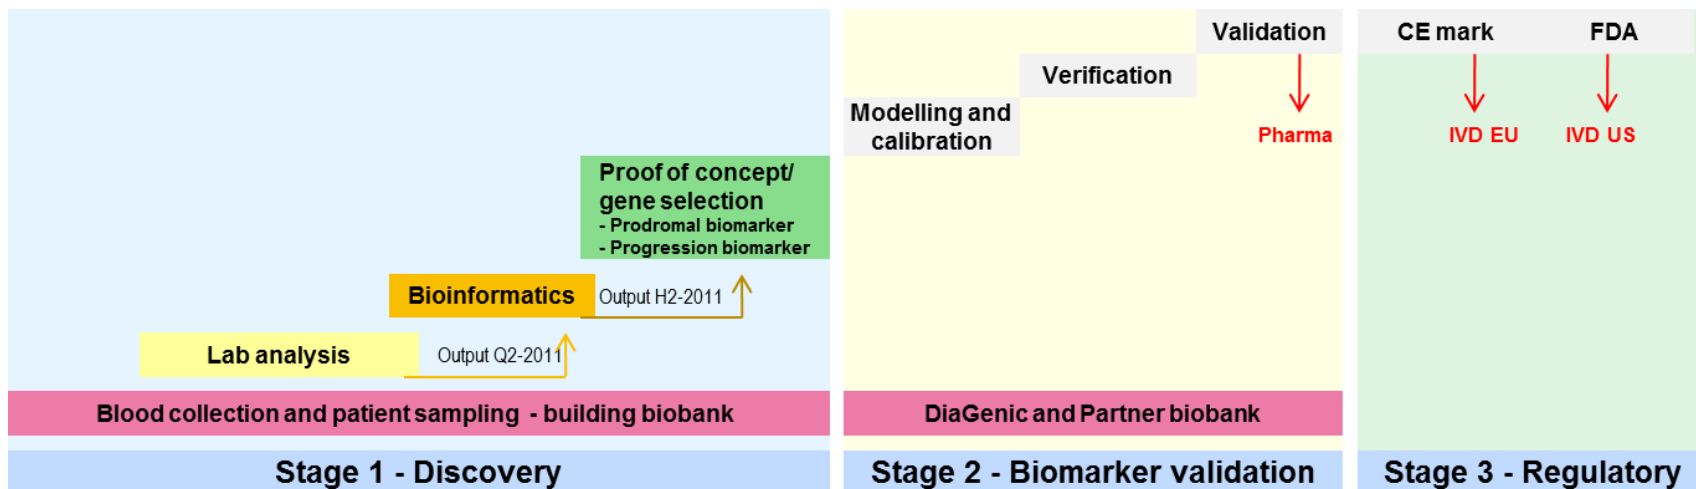 Proof of concept/
gene selection
- Prodromal biomarker
- Progression biomarker
Bioinformatics
Output H2-2011
Lab analysis
Output Q2-2011
Blood collection and patient sampling - building biobank
Stage 1 - Discovery
Validation
Verification
Modelling and
calibration
Pharma
DiaGenic and Partner biobank
Stage 2 - Biomarker validation
CE mark
FDA
IVD EU
IVD US
Stage 3 - Regulatory